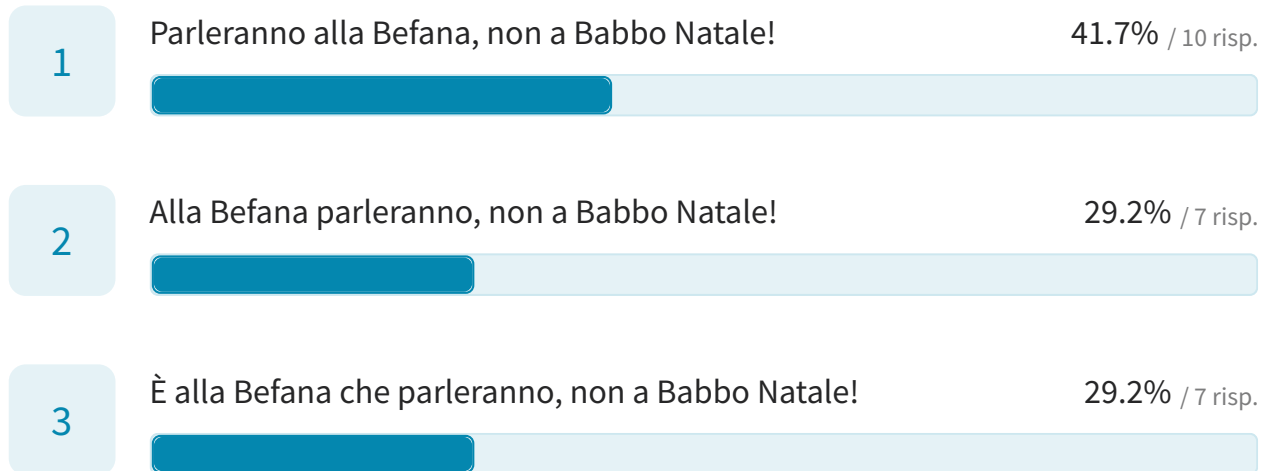 1
Parleranno alla Befana, non a Babbo Natale!
41.7% / 10 risp.
2
Alla Befana parleranno, non a Babbo Natale!
29.2% / 7 risp.
3
È alla Befana che parleranno, non a Babbo Natale!
29.2% / 7 risp.